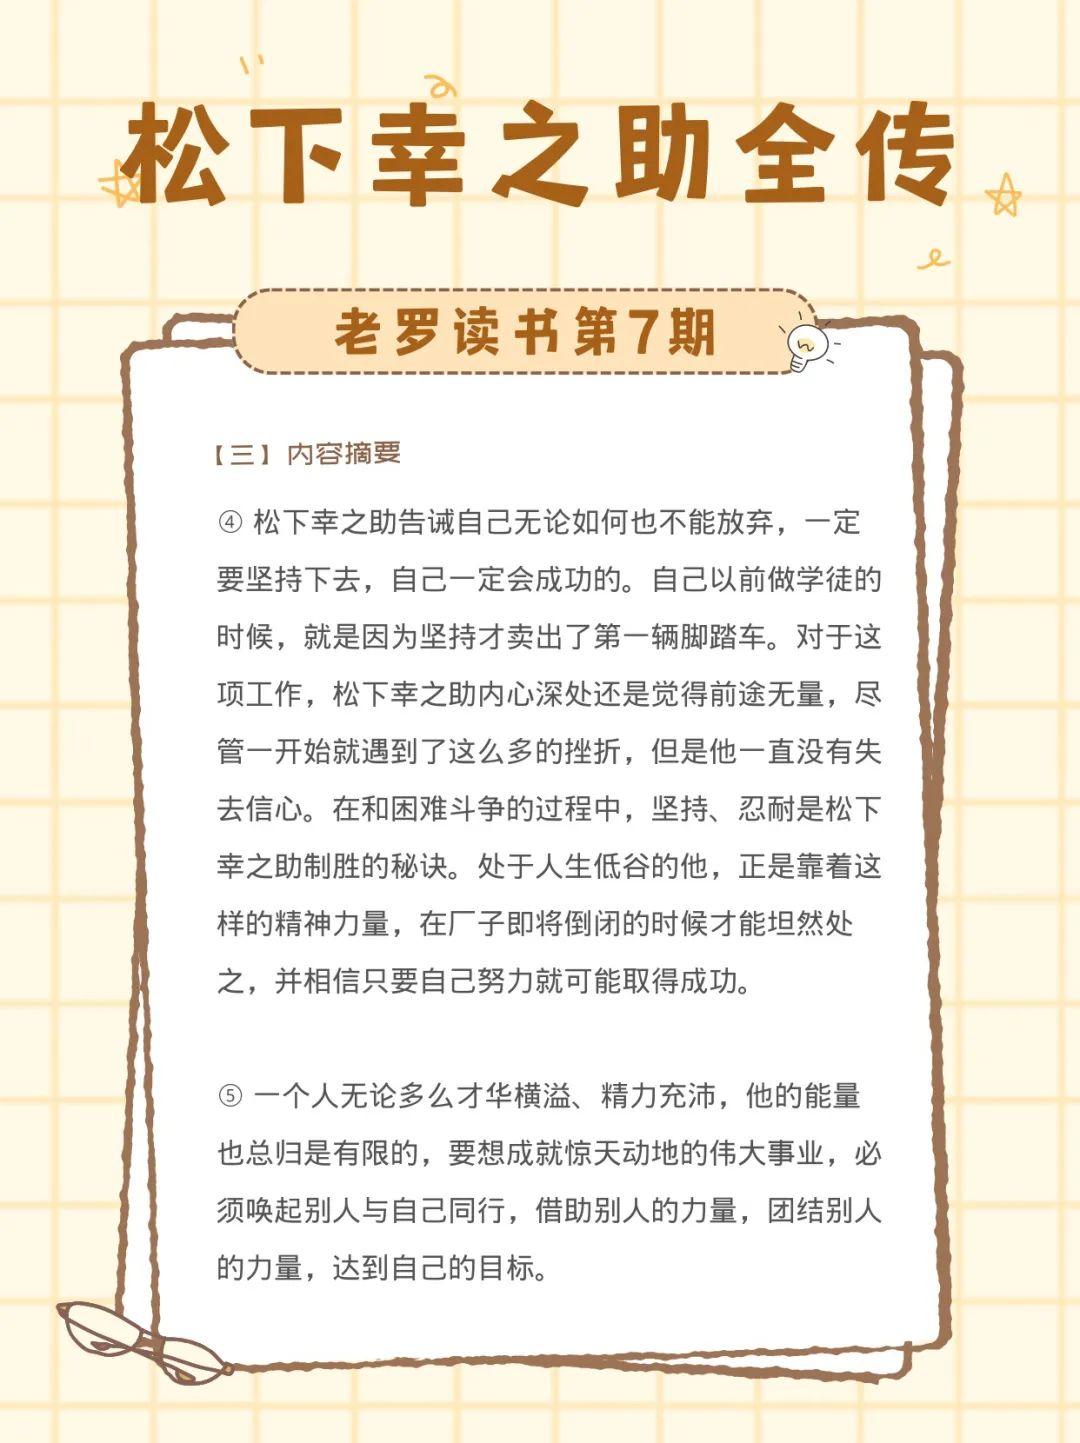 松下幸之助全传
老罗读书第7期
【三】内容摘要
④ 松下幸之助告诫自己无论如何也不能放弃，一定
要坚持下去，自己一定会成功的。自己以前做学徒的
时候，就是因为坚持才卖出了第一辆脚踏车。对于这
项工作，松下幸之助内心深处还是觉得前途无量，尽
管一开始就遇到了这么多的挫折，但是他一直没有失
去信心。在和困难斗争的过程中，坚持、忍耐是松下
幸之助制胜的秘诀。处于人生低谷的他，正是靠着这
样的精神力量，在厂子即将倒闭的时候才能坦然处
之，并相信只要自己努力就可能取得成功。
⑤ 一个人无论多么才华横溢、精力充沛，他的能量
也总归是有限的，要想成就惊天动地的伟大事业，必
须唤起别人与自己同行，借助别人的力量，团结别人
的力量，达到自己的目标。